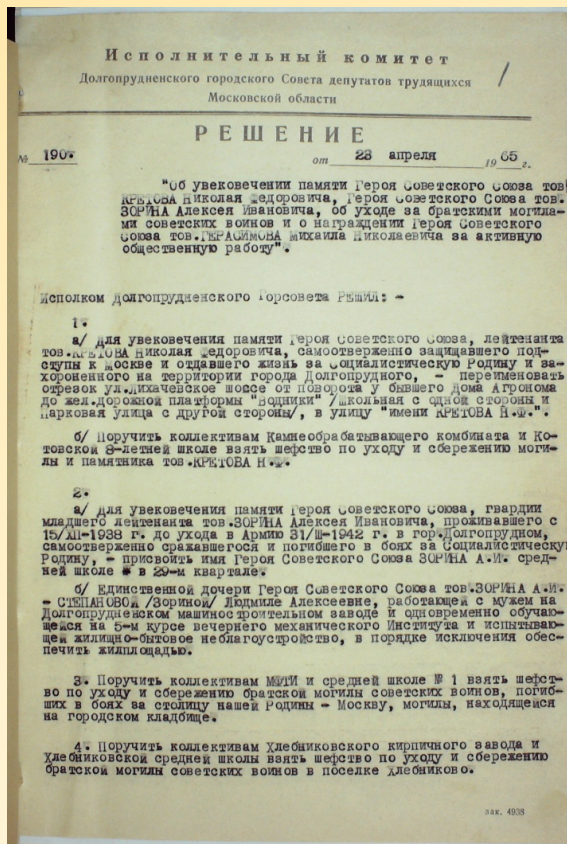 Исполнительный комитет
Долгопрудненского городского Совета депутатов трудящихся
Московской области
РЕШЕНИЕ
№ 190. от 23 апреля 1965 г.
"Об увековечении памяти Героя Советского Союза тов.
КРЕТОВА Николая Федоровича, Героя Советского Союза тов.
ЗОРИНА Алексея Ивановича, об уходе за братскими могила-
ми советских воинов и о награждении Героя Советского
Союза тов.ГЕРАСИМОВА Михаила Николаевича за активную
общественную работу".
Исполком Долгопрудненского Горсовета РЕШИЛ: -
1.
а/ Для увековечения памяти Героя Советского Союза, лейтенанта
тов.КРЕТОВА Николая Федоровича, самоотверженно защищавшего под-
ступы к Москве и отдавшего жизнь за Социалистическую Родину и за-
хороненного на территории города Долгопрудного, - переименовать
отрезок ул.Лихачевское шоссе от поворота у бывшего Дома Агронома
до жел.дорожной платформы "Водники" /Школьная с одной стороны и
Парковая улица с другой стороны/, в улицу "имени КРЕТОВА Н.Ф.".
б/ Поручить коллективам Камнеобрабатывающего комбината и Ко-
товской 8-летней школе взять шефство по уходу и сбережению моги-
лы и памятника тов.КРЕТОВА Н.Ф.
2.
а/ Для увековечения памяти Героя Советского Союза, гвардии
младшего лейтенанта тов.ЗОРИНА Алексея Ивановича, проживавшего с
15/XII-1938 г. до ухода в Армию 31/III-1942 г. в гор.Долгопрудном,
самоотверженно сражавшегося и погибшего в боях за Социалистическую
Родину, - присвоить имя Героя Советского Союза ЗОРИНА А.И. сред-
ней школе в 29-м квартале.
б/ Единственной дочери Героя Советского Союза тов.ЗОРИНА А.И.
- СТЕПАНОВОЙ /Зориной/ Людмиле Алексеевне, работающей с мужем на
Долгопрудненском машиностроительном заводе и одновременно обучаю-
щейся на 5-м курсе вечернего механического Института и испытываю-
щей жилищно-бытовое неблагоустройство, в порядке исключения обес-
печить жилплощадью.
3. Поручить коллективам МФТИ и средней школе № 1 взять шефст-
во по уходу и сбережению братской могилы советских воинов, погиб-
ших в боях за столицу нашей Родины - Москву, могилы, находящейся
на городском кладбище.
4. Поручить коллективам Хлебниковского кирпичного завода и
Хлебниковской средней школы взять шефство по уходу и сбережению
братской могилы советских воинов в поселке Хлебниково.
зак. 4938